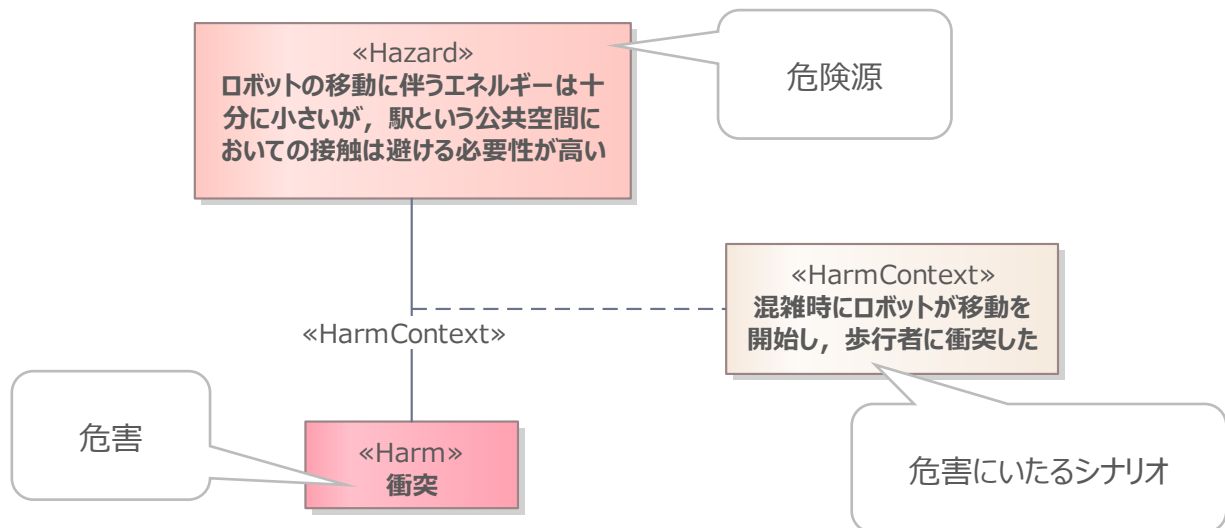 «Hazard»
ロボットの移動に伴うエネルギーは十
分に小さいが，駅という公共空間に
おいての接触は避ける必要性が高い
危険源
«HarmContext»
混雑時にロボットが移動を
開始し，歩行者に衝突した
«HarmContext»
危害
«Harm»
衝突
危害にいたるシナリオ